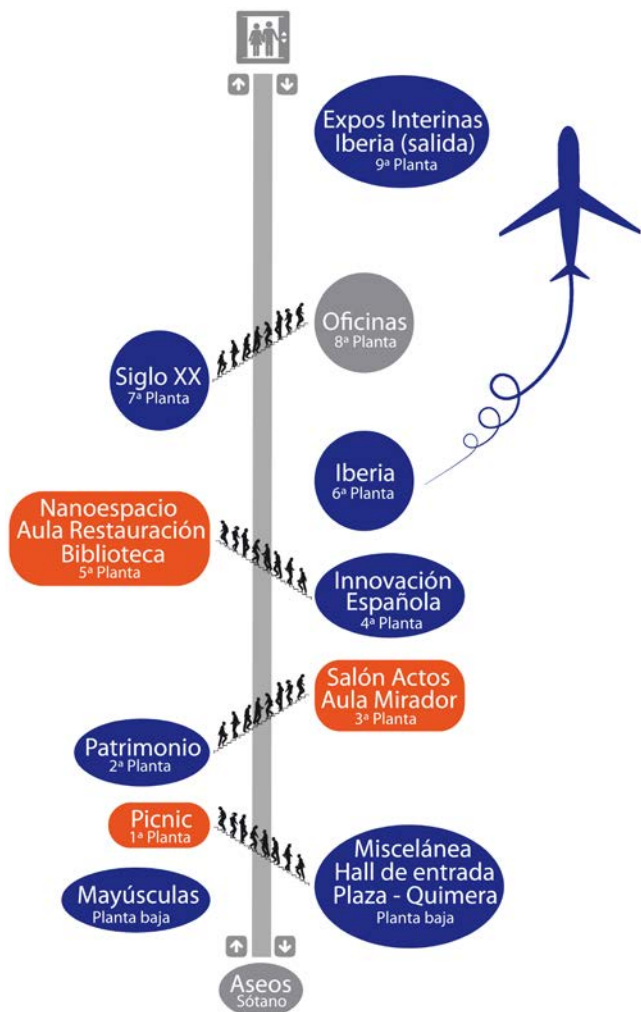 Expos Interinas
Iberia (salida)
9ª Planta
Oficinas
8ª Planta
Siglo XX
7ª Planta
Iberia
6ª Planta
Nanoespacio
Aula Restauración
Biblioteca
5ª Planta
Innovación
Española
4ª Planta
Salón Actos
Aula Mirador
3ª Planta
Patrimonio
2ª Planta
Picnic
1ª Planta
Miscelánea
Hall de entrada
Plaza - Quimera
Planta baja
Mayúsculas
Planta baja
Aseos
Sótano